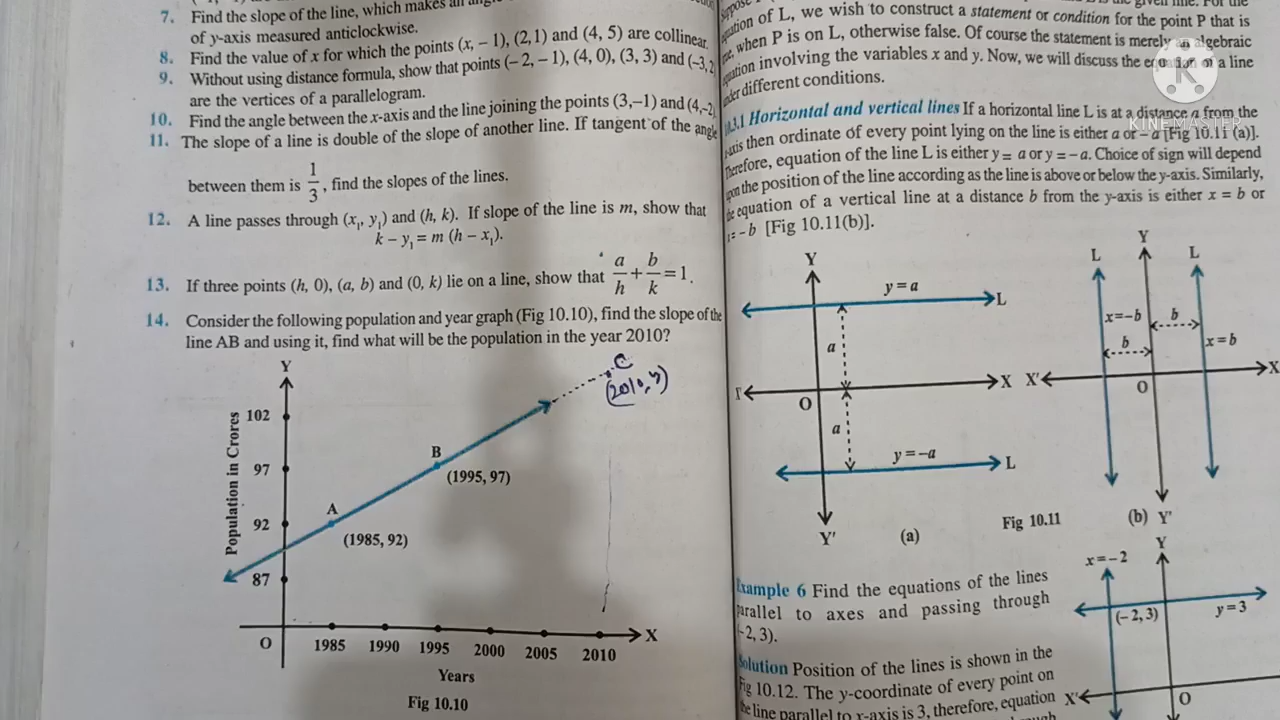 7. Find the slope of the line, which makes an
of y-axis measured anticlockwise.
8. Find the value of x for which the points (x, – 1), (2,1) and (4, 5) are collinear.
9. Without using distance formula, show that points (– 2, – 1), (4, 0), (3, 3) and (–3, 2
are the vertices of a parallelogram.
10. Find the angle between the x-axis and the line joining the points (3,–1) and (4,–2
11. The slope of a line is double of the slope of another line. If tangent of the angle
between them is 1/3, find the slopes of the lines.
12. A line passes through (x₁, y₁) and (h, k). If slope of the line is m, show that
k – y₁ = m (h – x₁).
13. If three points (h, 0), (a, b) and (0, k) lie on a line, show that a/h + b/k = 1.
14. Consider the following population and year graph (Fig 10.10), find the slope of the
line AB and using it, find what will be the population in the year 2010?
Y
C
(2010, y)
Population in Crores
102
97
92
87
B
(1995, 97)
A
(1985, 92)
O
X
1985 1990 1995 2000 2005 2010
Years
Fig 10.10
of L, we wish to construct a statement or condition for the point P that is
when P is on L, otherwise false. Of course the statement is merely an algebraic
involving the variables x and y. Now, we will discuss the equation of a line
different conditions.
KINEMASTER
Horizontal and vertical lines If a horizontal line L is at a distance a from the
then ordinate of every point lying on the line is either a or – a [Fig 10.11 (a)].
Therefore, equation of the line L is either y = a or y = – a. Choice of sign will depend
upon the position of the line according as the line is above or below the y-axis. Similarly,
the equation of a vertical line at a distance b from the y-axis is either x = b or
x = – b [Fig 10.11(b)].
Y
y = a
L
a
X
O
a
y = –a
L
Y'
(a)
Y
L
L
x=–b
b
b
x = b
X'
O
X
(b) Y'
Fig 10.11
Example 6 Find the equations of the lines
parallel to axes and passing through
–2, 3).
Solution Position of the lines is shown in the
Fig 10.12. The y-coordinate of every point on
the line parallel to x-axis is 3, therefore, equation
x = – 2
Y
(– 2, 3)
y = 3
X'
O